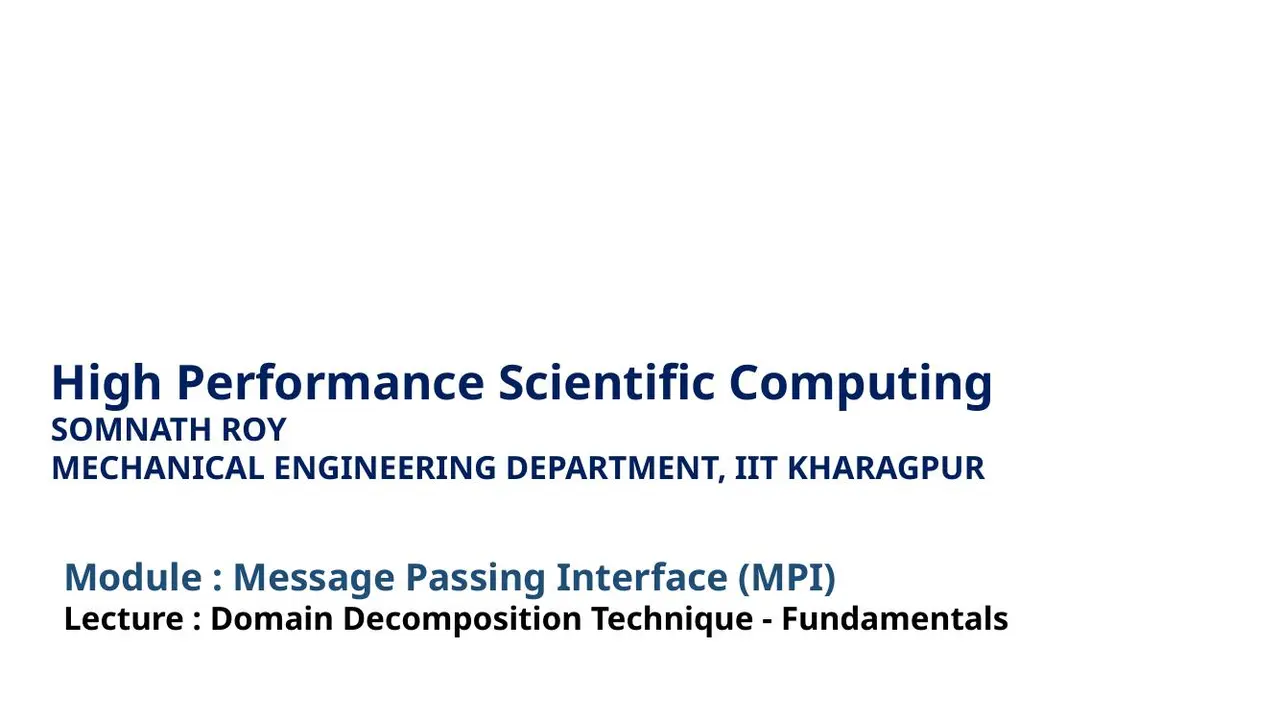 High Performance Scientific Computing
SOMNATH ROY
MECHANICAL ENGINEERING DEPARTMENT, IIT KHARAGPUR
Module : Message Passing Interface (MPI)
Lecture : Domain Decomposition Technique - Fundamentals